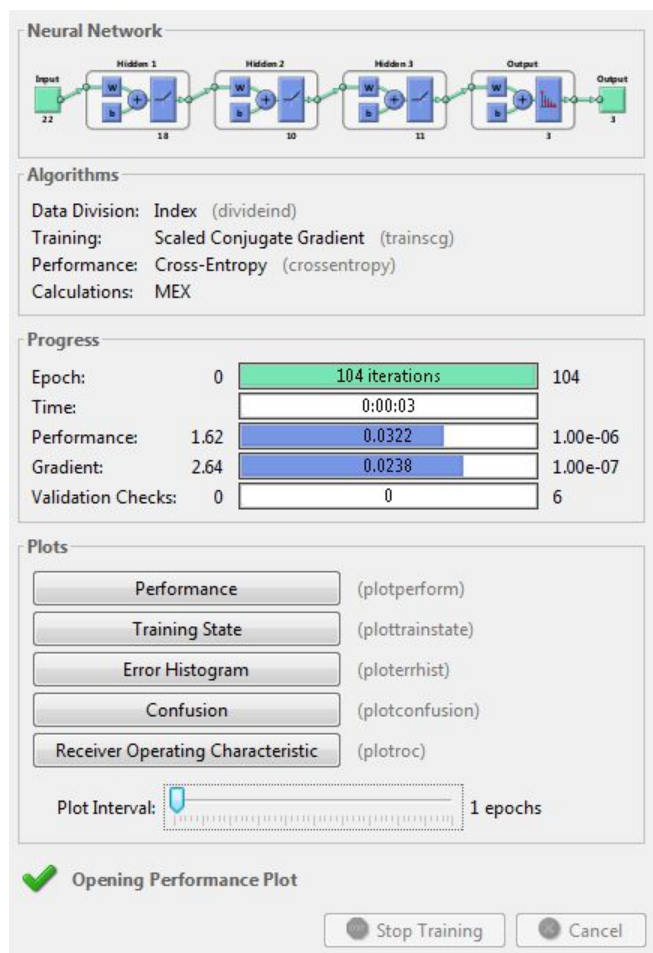 Neural Network
Hidden 1 Hidden 2 Hidden 3 Output
Input Output
W W W W
+ + + +
b b b b
22 18 10 11 3 3
Algorithms
Data Division: Index (divideind)
Training: Scaled Conjugate Gradient (trainscg)
Performance: Cross-Entropy (crossentropy)
Calculations: MEX
Progress
Epoch: 0 104 iterations 104
Time: 0:00:03
Performance: 1.62 0.0322 1.00e-06
Gradient: 2.64 0.0238 1.00e-07
Validation Checks: 0 0 6
Plots
Performance (plotperform)
Training State (plottrainstate)
Error Histogram (ploterrhist)
Confusion (plotconfusion)
Receiver Operating Characteristic (plotroc)
Plot Interval: 1 epochs
Opening Performance Plot
Stop Training Cancel